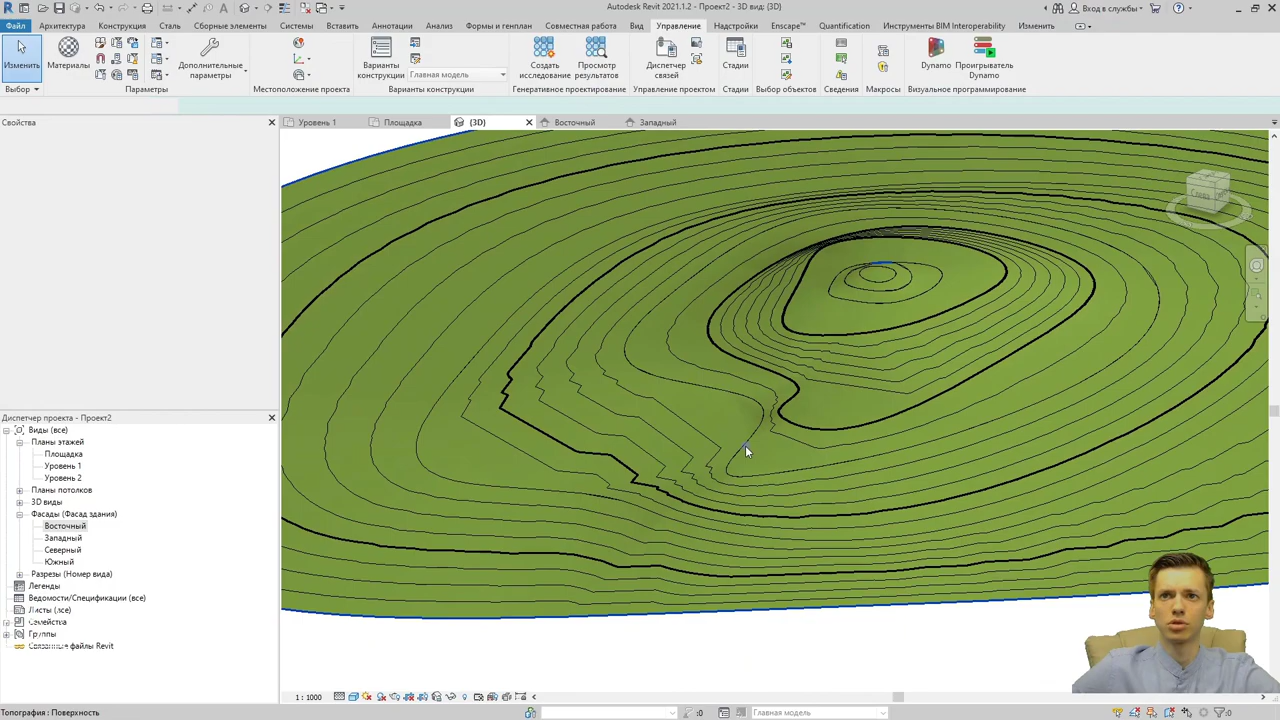 Autodesk Revit 2021.1.2 - Проект2 - 3D вид: {3D}
Вход в службы
Файл Архитектура Конструкция Сталь Сборные элементы Системы Вставить Аннотации Анализ Формы и генплан Совместная работа Вид Управление Надстройки Enscape™ Quantification Инструменты BIM Interoperability Изменить
Изменить Материалы Дополнительные параметры Варианты конструкции Главная модель Создать исследование Просмотр результатов Диспетчер связей Стадии Dynamo Проигрыватель Dynamo
Выбор Параметры Местоположение проекта Варианты конструкции Генеративное проектирование Управление проектом Стадии Выбор объектов Сведения Макросы Визуальное программирование
Свойства
Уровень 1 Площадка {3D} Восточный Западный
Слева
Диспетчер проекта - Проект2
Виды (все)
Планы этажей
Площадка
Уровень 1
Уровень 2
Планы потолков
3D виды
Фасады (Фасад здания)
Восточный
Западный
Северный
Южный
Разрезы (Номер вида)
Легенды
Ведомости/Спецификации (все)
Листы (все)
Семейства
Группы
Связанные файлы Revit
1 : 1000
Топография : Поверхность
:0 Главная модель :0